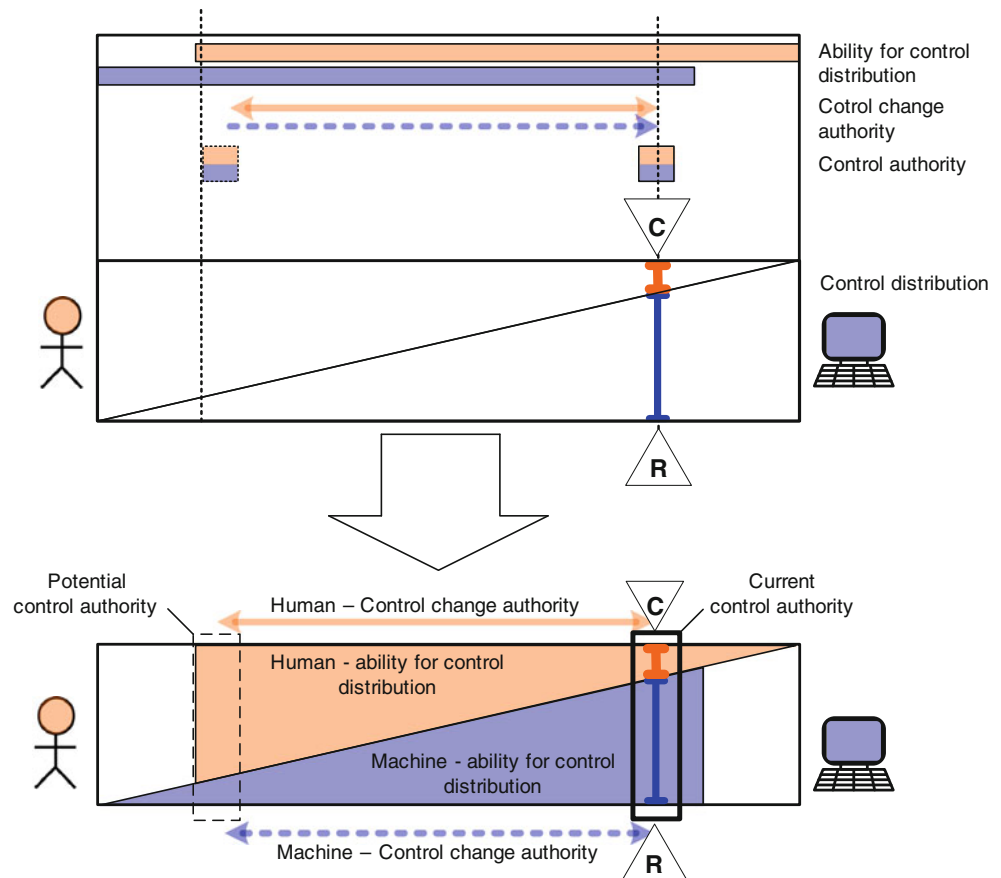 Ability for control
distribution
Cotrol change
authority
Control authority
C
Control distribution
R
Potential
control authority
Human – Control change authority
C
Current
control authority
Human - ability for control
distribution
Machine - ability for control
distribution
Machine – Control change authority
R